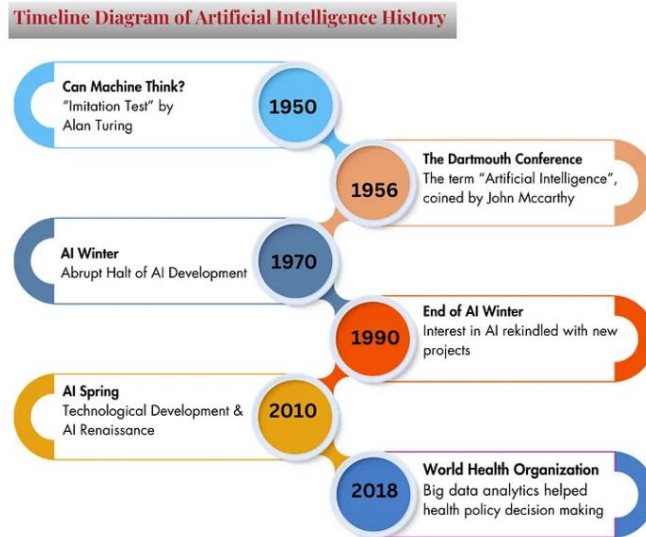 Timeline Diagram of Artificial Intelligence History
Can Machine Think?
"Imitation Test" by
Alan Turing
1950
1956
The Dartmouth Conference
The term "Artificial Intelligence",
coined by John Mccarthy
AI Winter
Abrupt Halt of AI Development
1970
1990
End of AI Winter
Interest in AI rekindled with new
projects
AI Spring
Technological Development &
AI Renaissance
2010
2018
World Health Organization
Big data analytics helped
health policy decision making